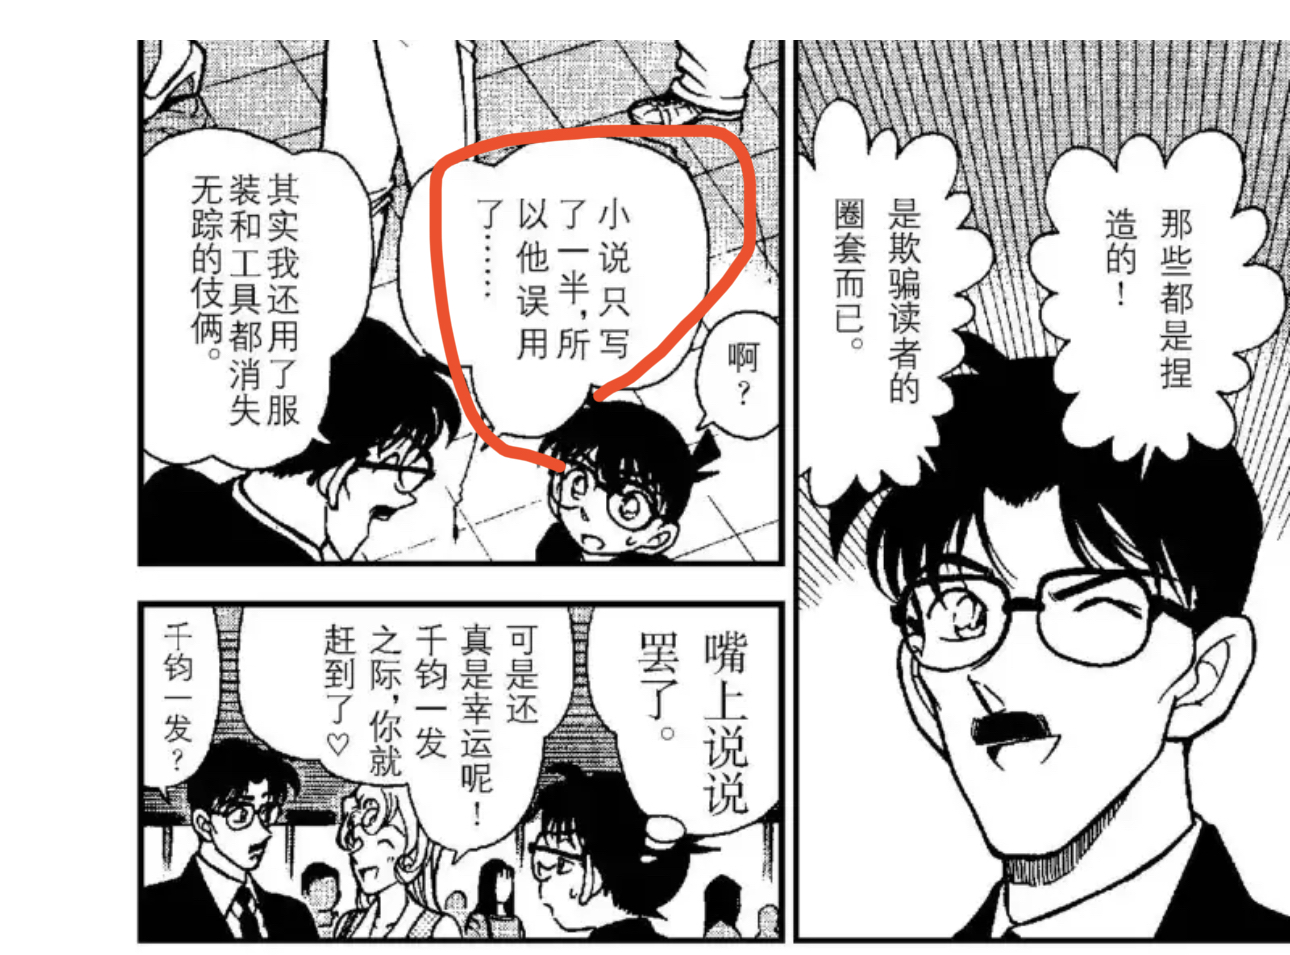 那些都是捏
造的！
是欺骗读者的
圈套而已。
啊？
小说只写
了一半，所
以他误用
了……
其实我还用了服
装和工具都消失
无踪的伎俩。
嘴上说说
罢了。
可是还
真是幸运呢！
千钧一发
之际，你就
赶到了♡
千钧一发？